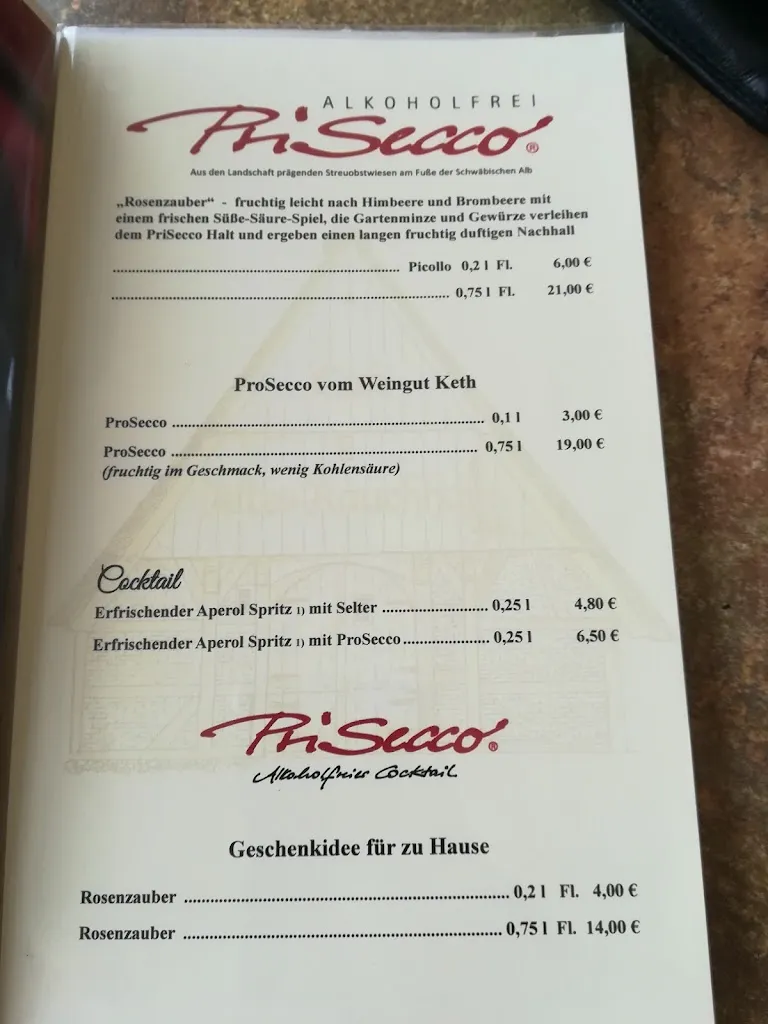 ALKOHOLFREI
PriSecco®
Aus den Landschaft prägenden Streuobstwiesen am Fuße der Schwäbischen Alb
„Rosenzauber“ - fruchtig leicht nach Himbeere und Brombeere mit
einem frischen Süße-Säure-Spiel, die Gartenminze und Gewürze verleihen
dem PriSecco Halt und ergeben einen langen fruchtig duftigen Nachhall
Picollo 0,2 l Fl. 6,00 €
0,75 l Fl. 21,00 €
ProSecco vom Weingut Keth
ProSecco 0,1 l 3,00 €
ProSecco 0,75 l 19,00 €
(fruchtig im Geschmack, wenig Kohlensäure)
Cocktail
Erfrischender Aperol Spritz 1) mit Selter 0,25 l 4,80 €
Erfrischender Aperol Spritz 1) mit ProSecco 0,25 l 6,50 €
PriSecco®
Alkoholfreier Cocktail
Geschenkidee für zu Hause
Rosenzauber 0,2 l Fl. 4,00 €
Rosenzauber 0,75 l Fl. 14,00 €